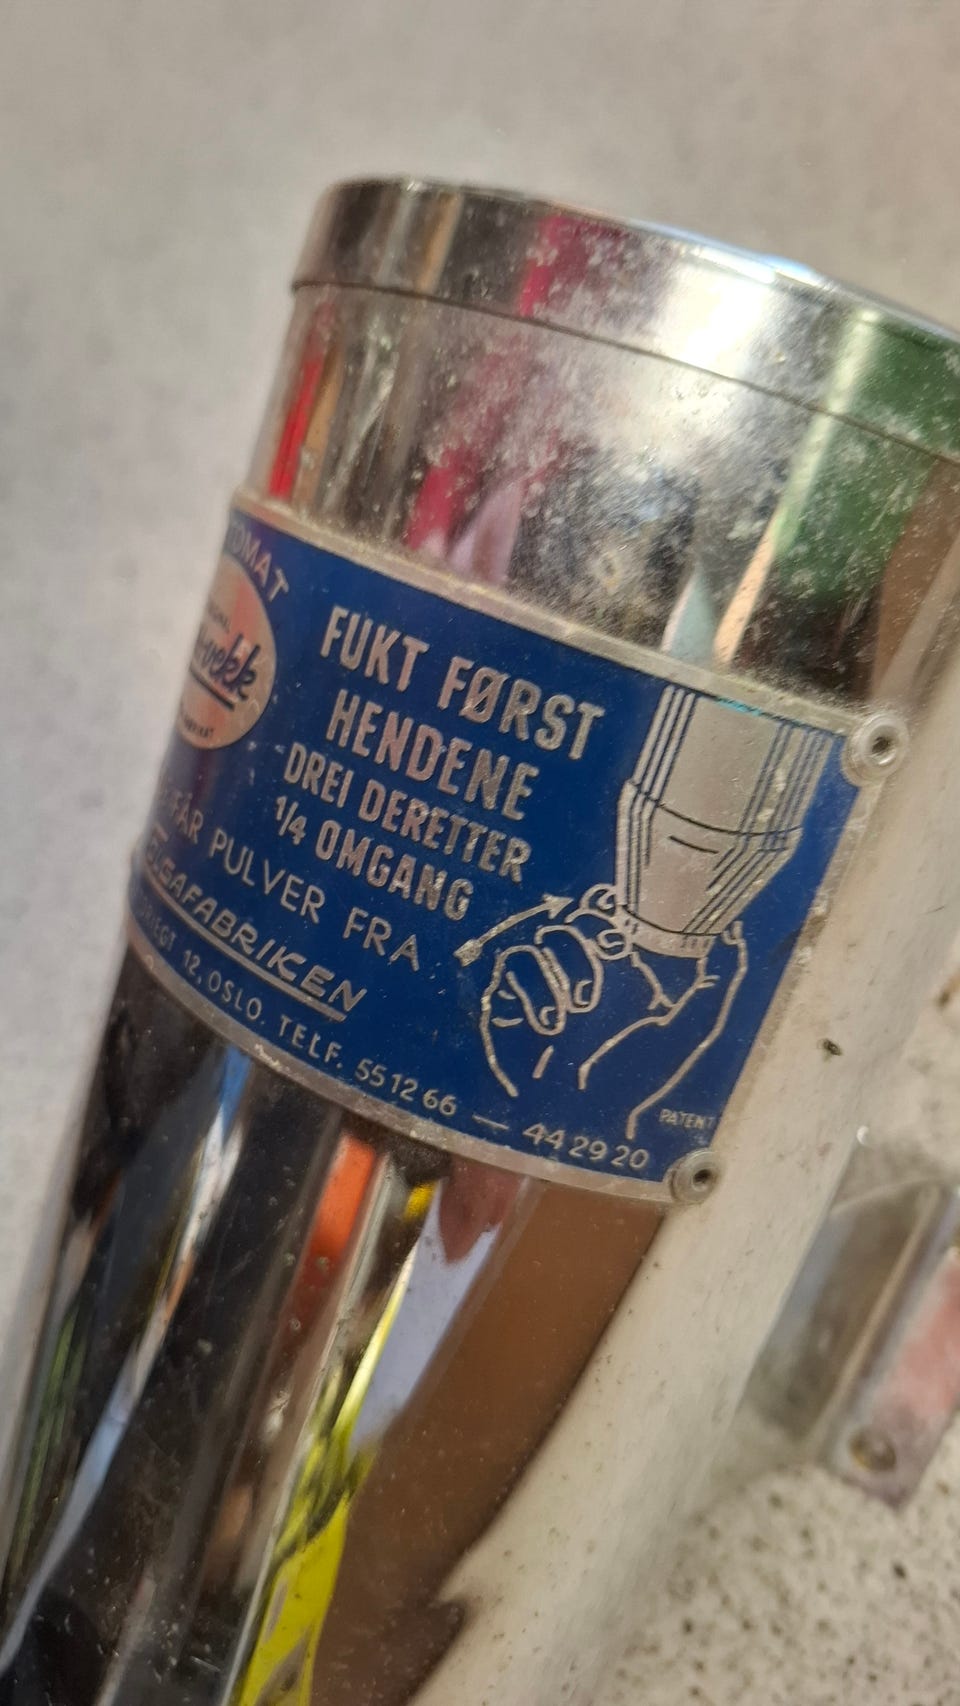 FUKT FØRST
HENDENE
DREI DERETTER
1/4 OMGANG
PULVER FRA
12, OSLO. TELF. 55 12 66 — 44 29 20
PATENT